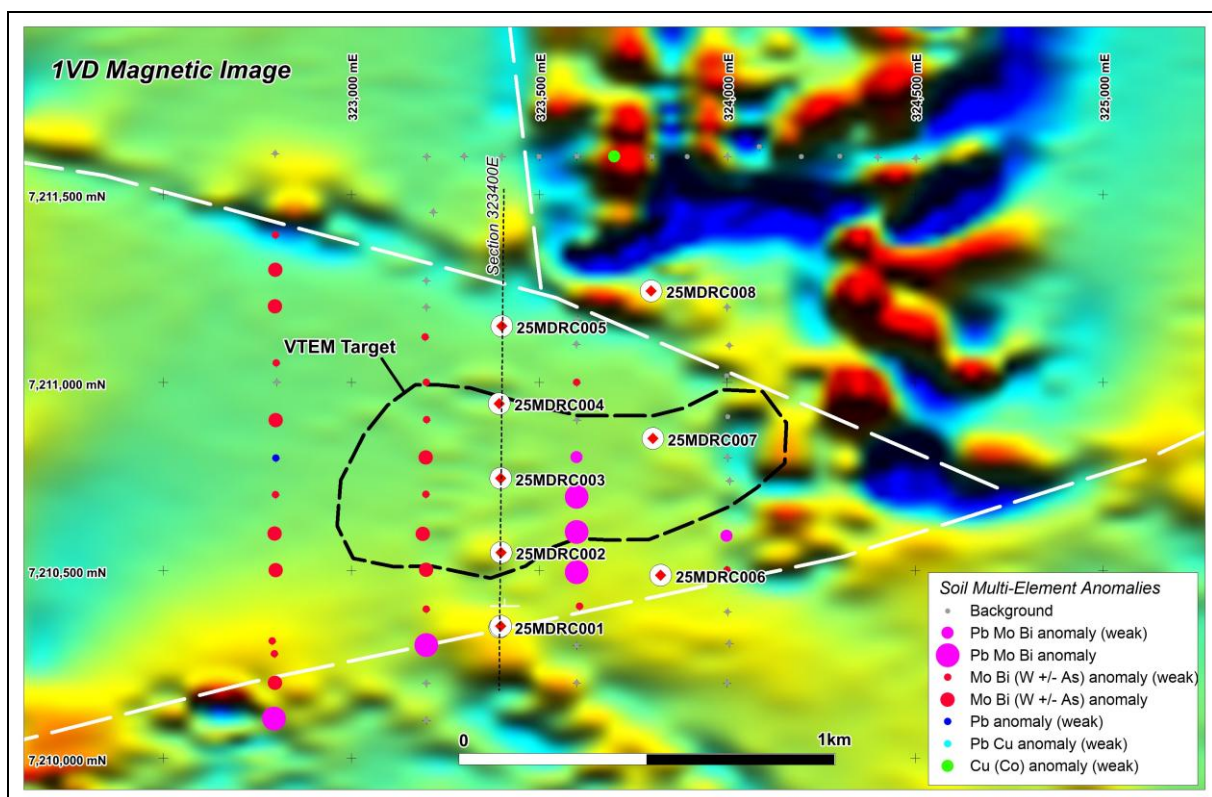 1VD Magnetic Image
323,000 mE
323,500 mE
324,000 mE
324,500 mE
325,000 mE
7,211,500 mN
Section 323400E
25MDRC008
25MDRC005
VTEM Target
7,211,000 mN
25MDRC004
25MDRC007
25MDRC003
25MDRC002
7,210,500 mN
25MDRC006
25MDRC001
0
1km
7,210,000 mN
Soil Multi-Element Anomalies
Background
Pb Mo Bi anomaly (weak)
Pb Mo Bi anomaly
Mo Bi (W +/- As) anomaly (weak)
Mo Bi (W +/- As) anomaly
Pb anomaly (weak)
Pb Cu anomaly (weak)
Cu (Co) anomaly (weak)